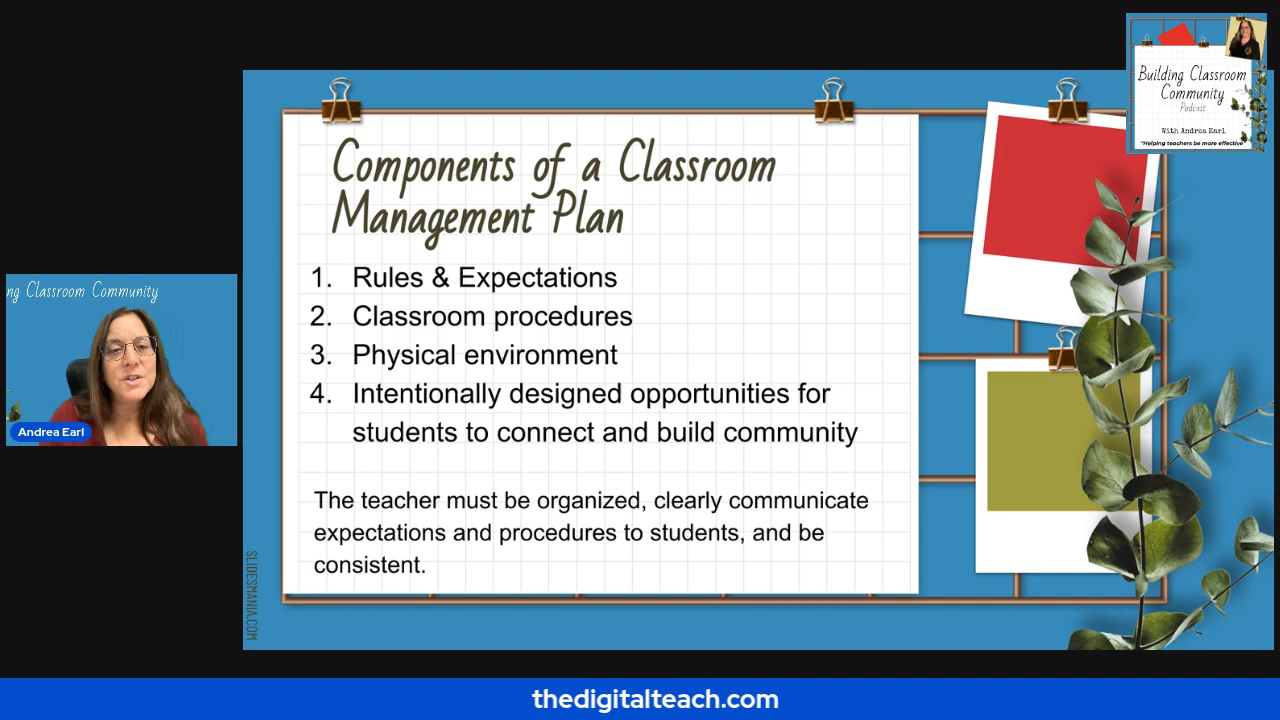 Building Classroom
Community
Podcast
With Andrea Earl
"Helping teachers be more effective"
Components of a Classroom
Management Plan
1. Rules & Expectations
2. Classroom procedures
3. Physical environment
4. Intentionally designed opportunities for
students to connect and build community
The teacher must be organized, clearly communicate
expectations and procedures to students, and be
consistent.
ng Classroom Community
Andrea Earl
SLIDESMANIA.COM
thedigitalteach.com